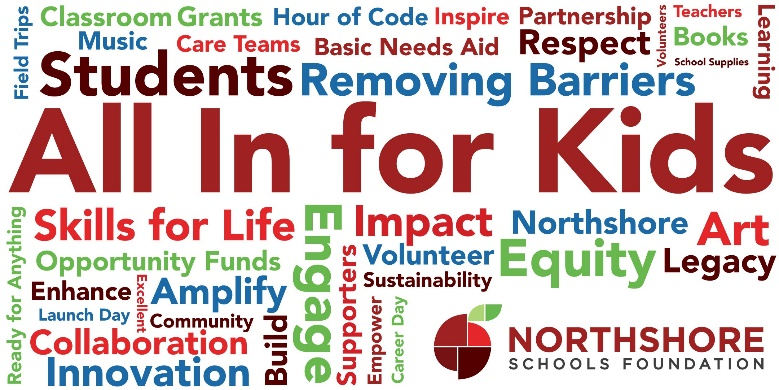 Field Trips
Classroom Grants
Hour of Code
Inspire
Partnership
Volunteers
Teachers
Learning
Music
Care Teams
Basic Needs Aid
Respect
Books
School Supplies
Students
Removing Barriers
All In for Kids
Ready for Anything
Skills for Life
Engage
Impact
Northshore
Art
Opportunity Funds
Supporters
Volunteer
Equity
Legacy
Enhance
Excellent
Amplify
Sustainability
Launch Day
Community
Build
Empower
Career Day
Collaboration
Innovation
NORTHSHORE
SCHOOLS FOUNDATION